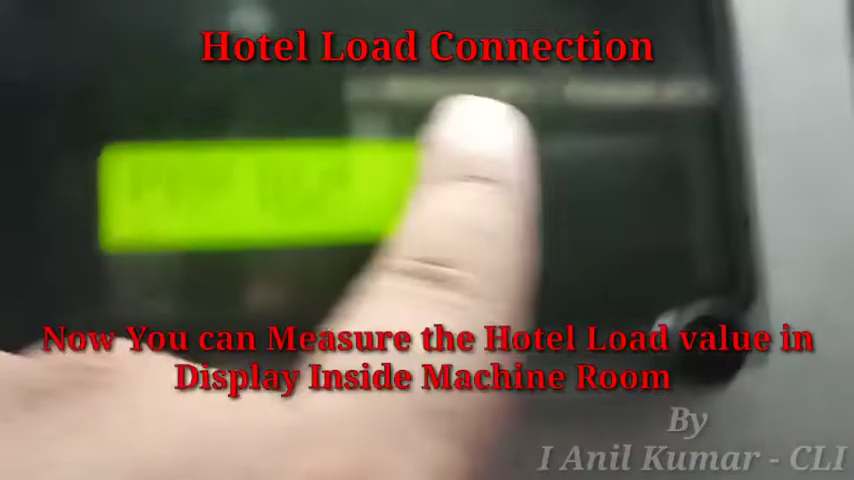 Hotel Load Connection
Now You can Measure the Hotel Load value in
Display Inside Machine Room
By
I Anil Kumar - CLI